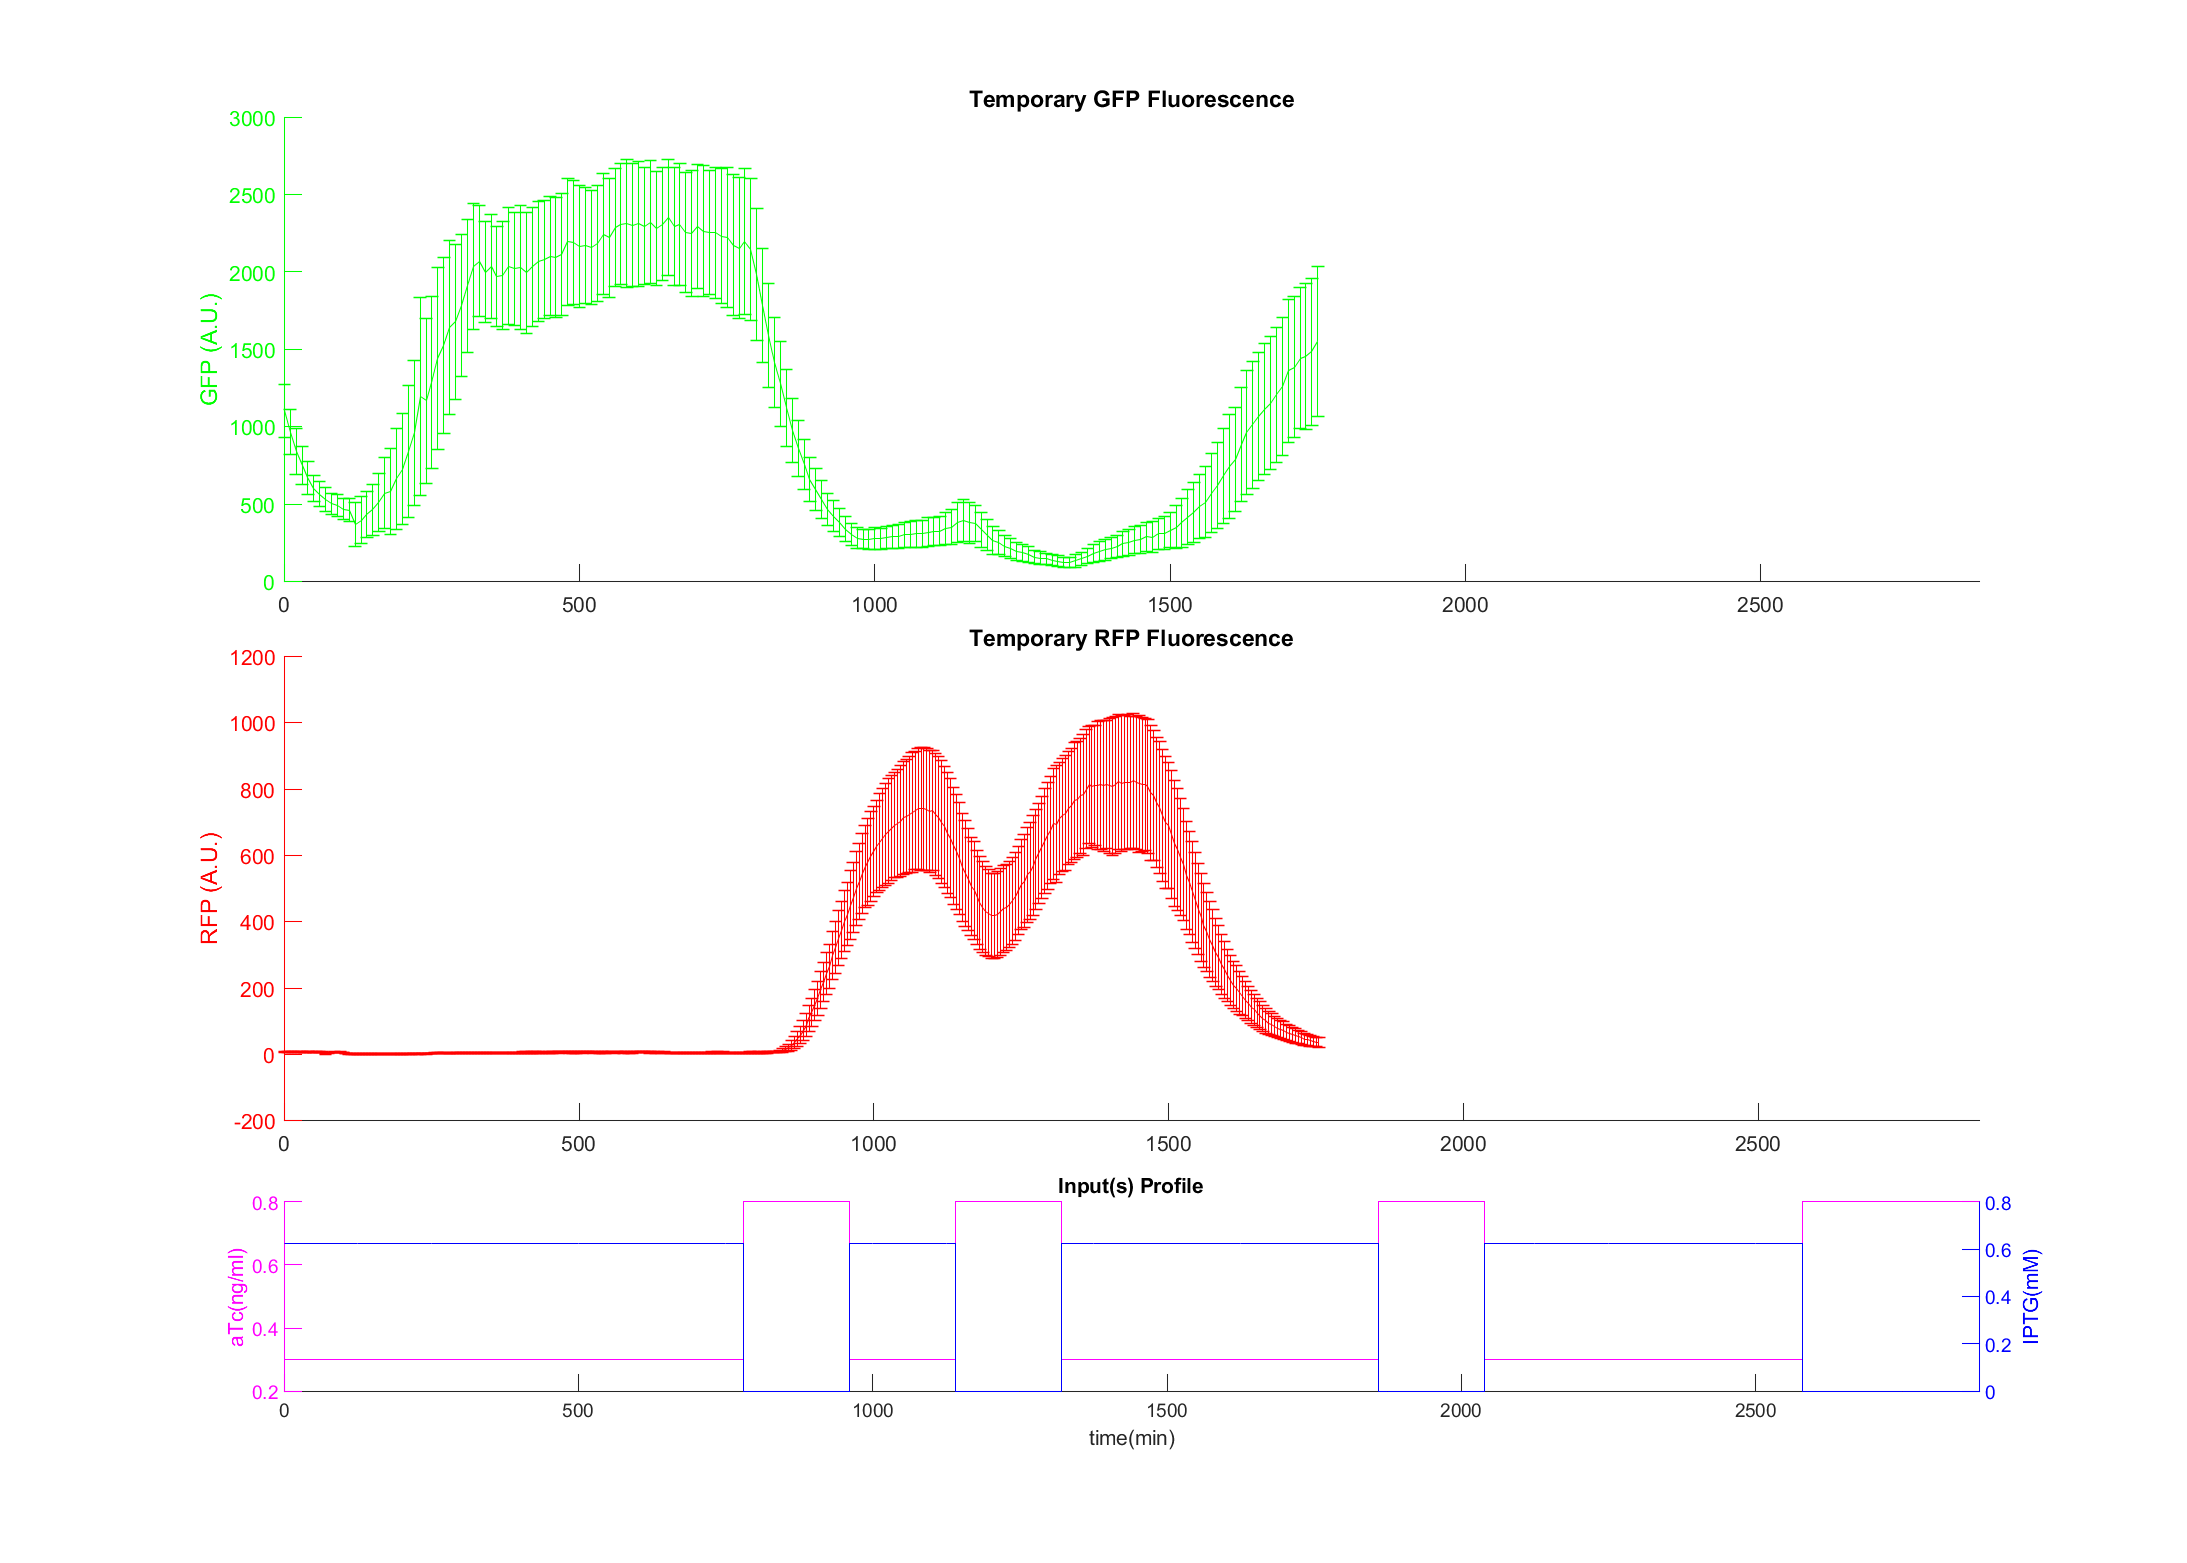 Temporary GFP Fluorescence
3000
2500
2000
1500
1000
500
0
GFP (A.U.)
0 500 1000 1500 2000 2500
Temporary RFP Fluorescence
1200
1000
800
600
400
200
0
-200
RFP (A.U.)
0 500 1000 1500 2000 2500
Input(s) Profile
0.8
0.6
0.4
0.2
aTc(ng/ml)
0.8
0.6
0.4
0.2
0
IPTG(mM)
0 500 1000 1500 2000 2500
time(min)